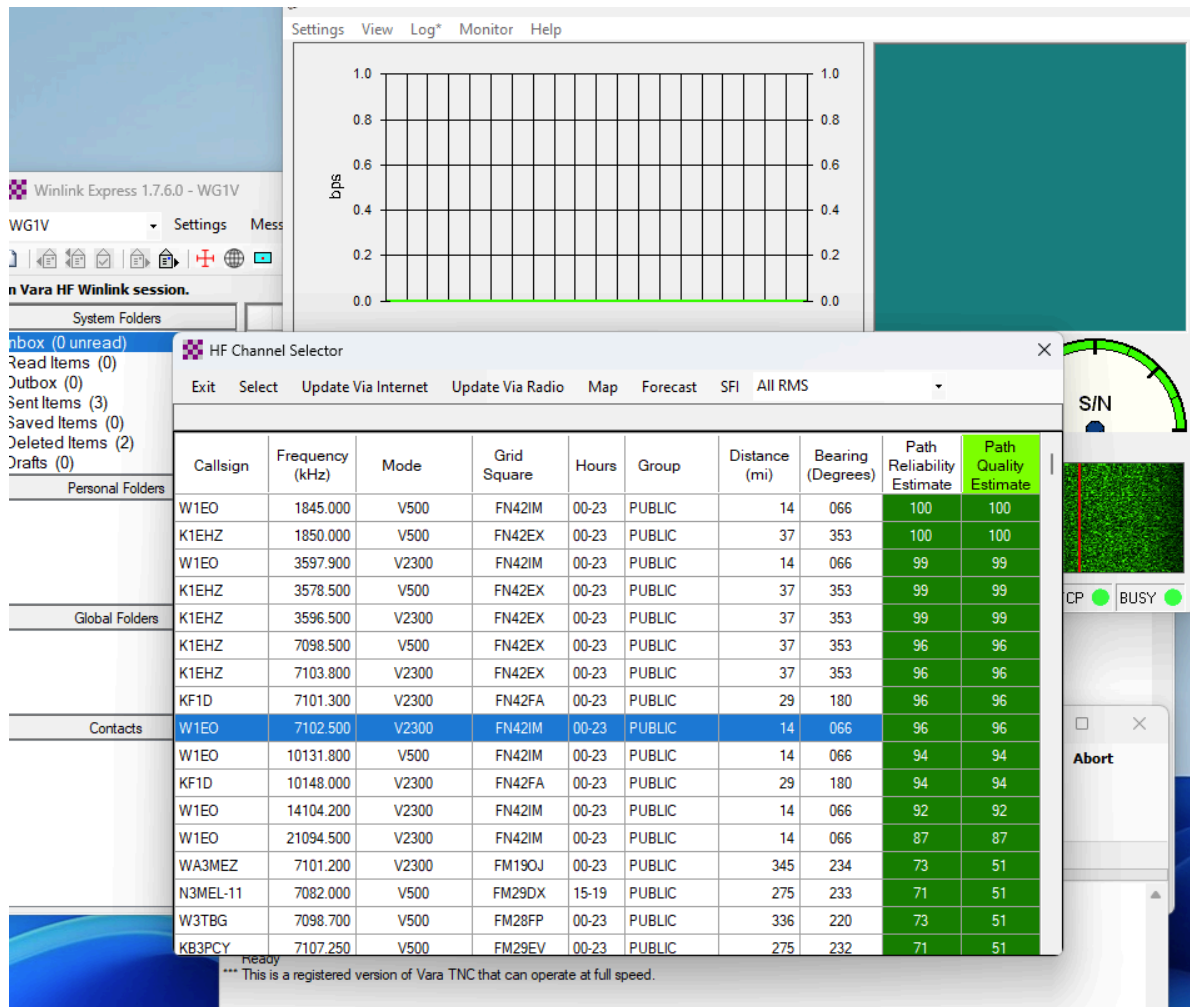 Settings View Log* Monitor Help
1.0 1.0
0.8 0.8
0.6 0.6
bps
0.4 0.4
0.2 0.2
0.0 0.0
Winlink Express 1.7.6.0 - WG1V
WG1V Settings Mess
n Vara HF Winlink session.
System Folders
nbox (0 unread)
Read Items (0)
Outbox (0)
Sent Items (3)
Saved Items (0)
Deleted Items (2)
Drafts (0)
Personal Folders
Global Folders
Contacts
S/N
CP BUSY
Abort
HF Channel Selector
Exit Select Update Via Internet Update Via Radio Map Forecast SFI All RMS
Callsign Frequency (kHz) Mode Grid Square Hours Group Distance (mi) Bearing (Degrees) Path Reliability Estimate Path Quality Estimate
W1EO 1845.000 V500 FN42IM 00-23 PUBLIC 14 066 100 100
K1EHZ 1850.000 V500 FN42EX 00-23 PUBLIC 37 353 100 100
W1EO 3597.900 V2300 FN42IM 00-23 PUBLIC 14 066 99 99
K1EHZ 3578.500 V500 FN42EX 00-23 PUBLIC 37 353 99 99
K1EHZ 3596.500 V2300 FN42EX 00-23 PUBLIC 37 353 99 99
K1EHZ 7098.500 V500 FN42EX 00-23 PUBLIC 37 353 96 96
K1EHZ 7103.800 V2300 FN42EX 00-23 PUBLIC 37 353 96 96
KF1D 7101.300 V2300 FN42FA 00-23 PUBLIC 29 180 96 96
W1EO 7102.500 V2300 FN42IM 00-23 PUBLIC 14 066 96 96
W1EO 10131.800 V500 FN42IM 00-23 PUBLIC 14 066 94 94
KF1D 10148.000 V2300 FN42FA 00-23 PUBLIC 29 180 94 94
W1EO 14104.200 V2300 FN42IM 00-23 PUBLIC 14 066 92 92
W1EO 21094.500 V2300 FN42IM 00-23 PUBLIC 14 066 87 87
WA3MEZ 7101.200 V2300 FM19OJ 00-23 PUBLIC 345 234 73 51
N3MEL-11 7082.000 V500 FM29DX 15-19 PUBLIC 275 233 71 51
W3TBG 7098.700 V500 FM28FP 00-23 PUBLIC 336 220 73 51
KB3PCY 7107.250 V500 FM29EV 00-23 PUBLIC 275 232 71 51
Ready
*** This is a registered version of Vara TNC that can operate at full speed.